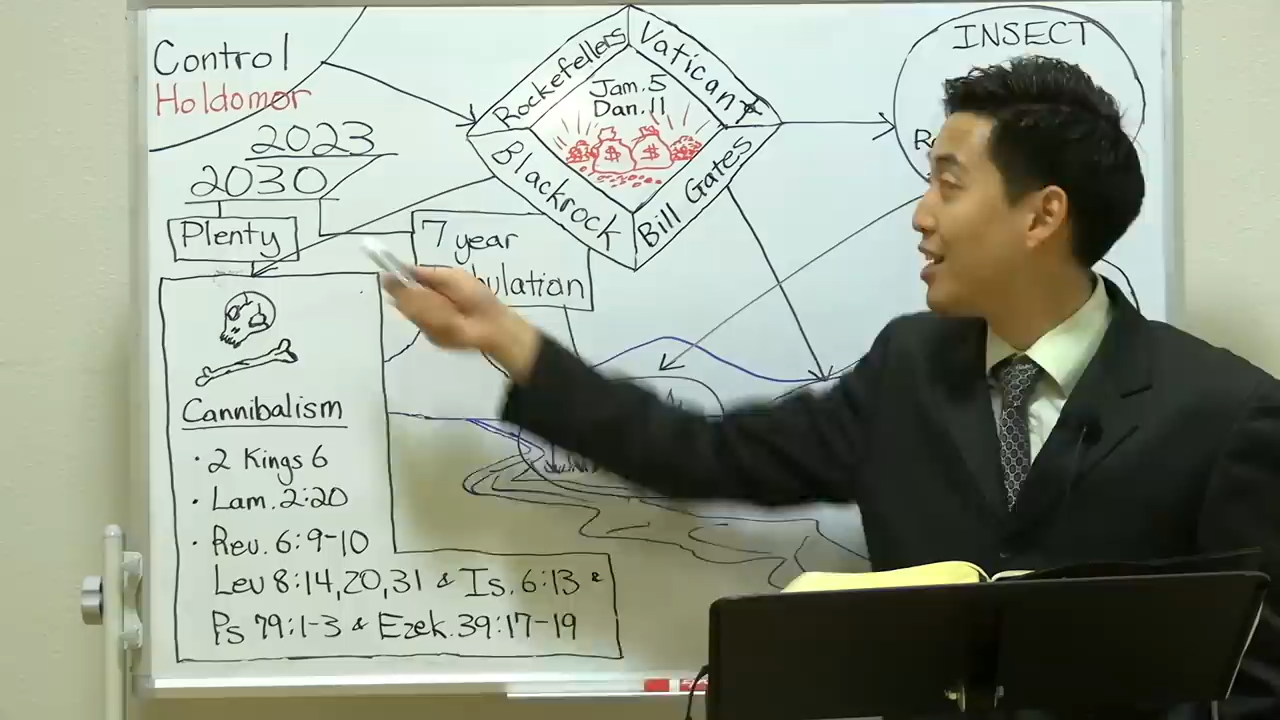 Control
Holdomor
2023
2030
Plenty
7 year
Rockefellers
Vatican
Jam. 5
Dan. 11
$ $
Blackrock
Bill Gates
INSECT
Cannibalism
· 2 Kings 6
· Lam. 2:20
· Rev. 6:9-10
Lev 8:14,20,31 & Is. 6:13 &
Ps 79:1-3 & Ezek. 39:17-19